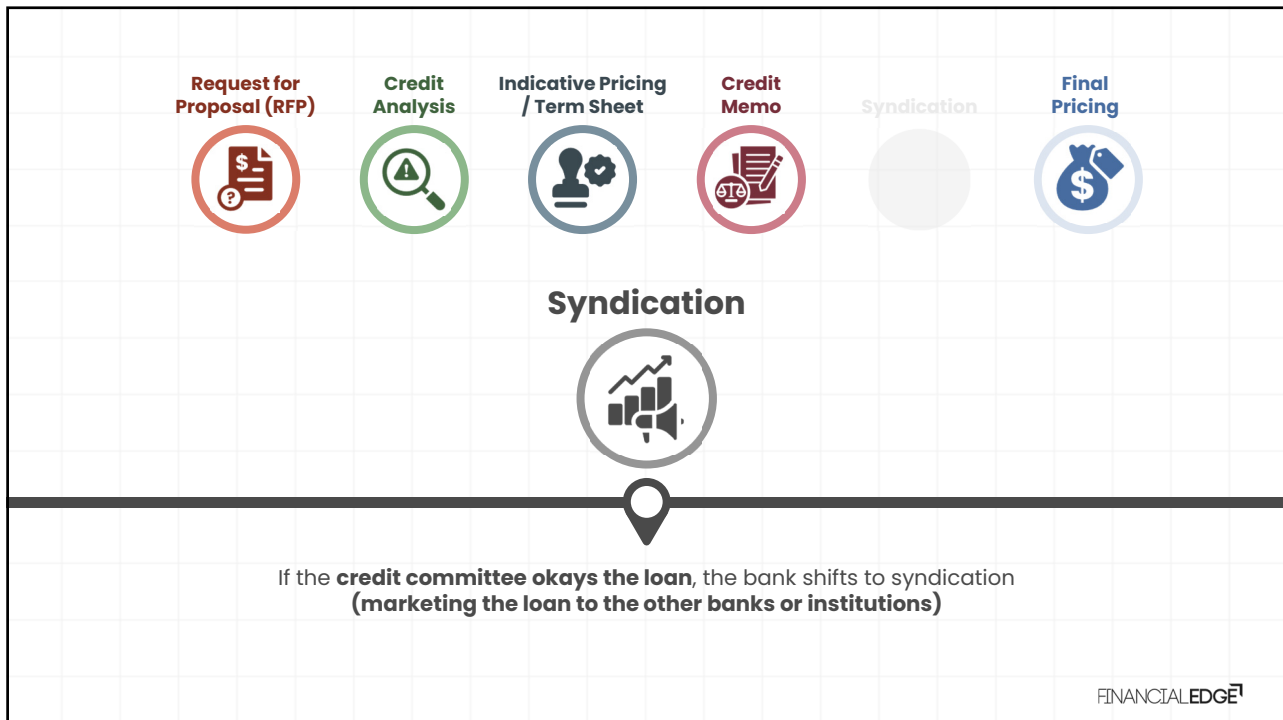 Request for
Proposal (RFP)
Credit
Analysis
Indicative Pricing
/ Term Sheet
Credit
Memo
Syndication
Final
Pricing
$
?
$
Syndication
If the credit committee okays the loan, the bank shifts to syndication
(marketing the loan to the other banks or institutions)
FINANCIALEDGE